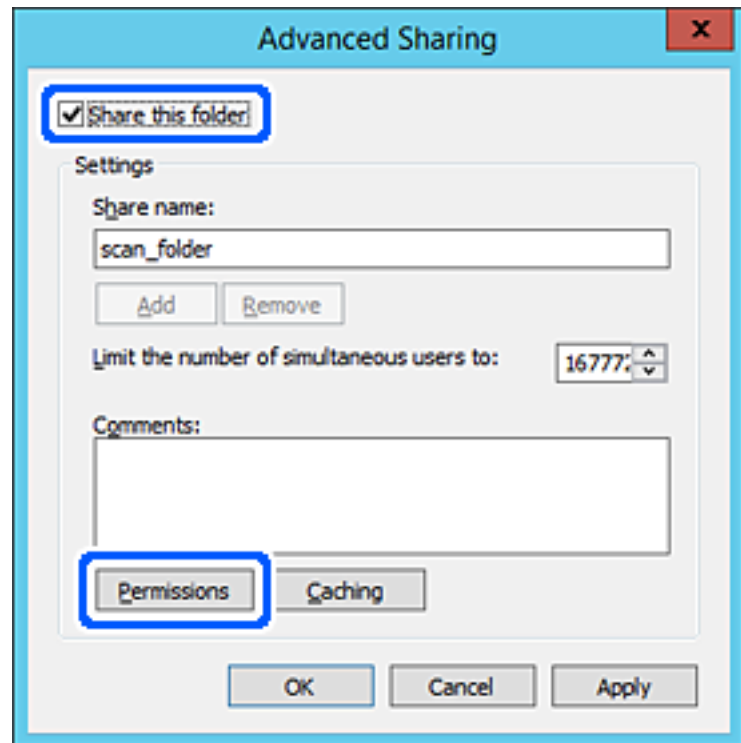 Advanced Sharing
x
Share this folder
Settings
Share name:
scan_folder
Add Remove
Limit the number of simultaneous users to:
Comments:
Permissions Caching
OK Cancel Apply